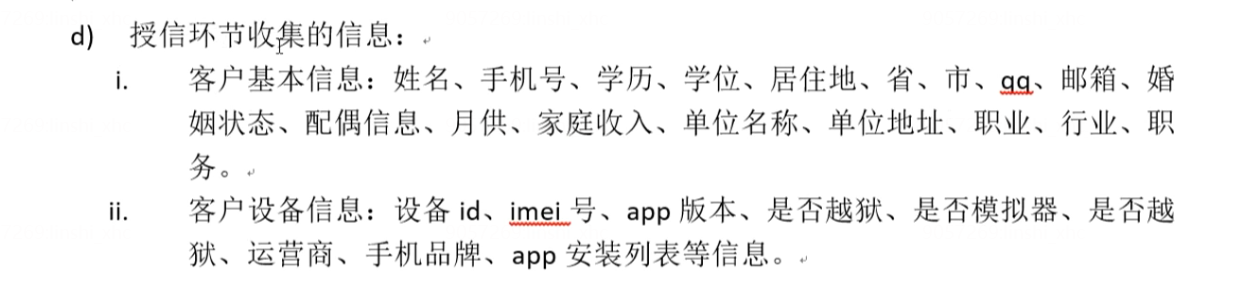 d) 授信环节收集的信息：
i. 客户基本信息：姓名、手机号、学历、学位、居住地、省、市、qq、邮箱、婚
姻状态、配偶信息、月供、家庭收入、单位名称、单位地址、职业、行业、职
务。
ii. 客户设备信息：设备 id、imei 号、app 版本、是否越狱、是否模拟器、是否越
狱、运营商、手机品牌、app 安装列表等信息。